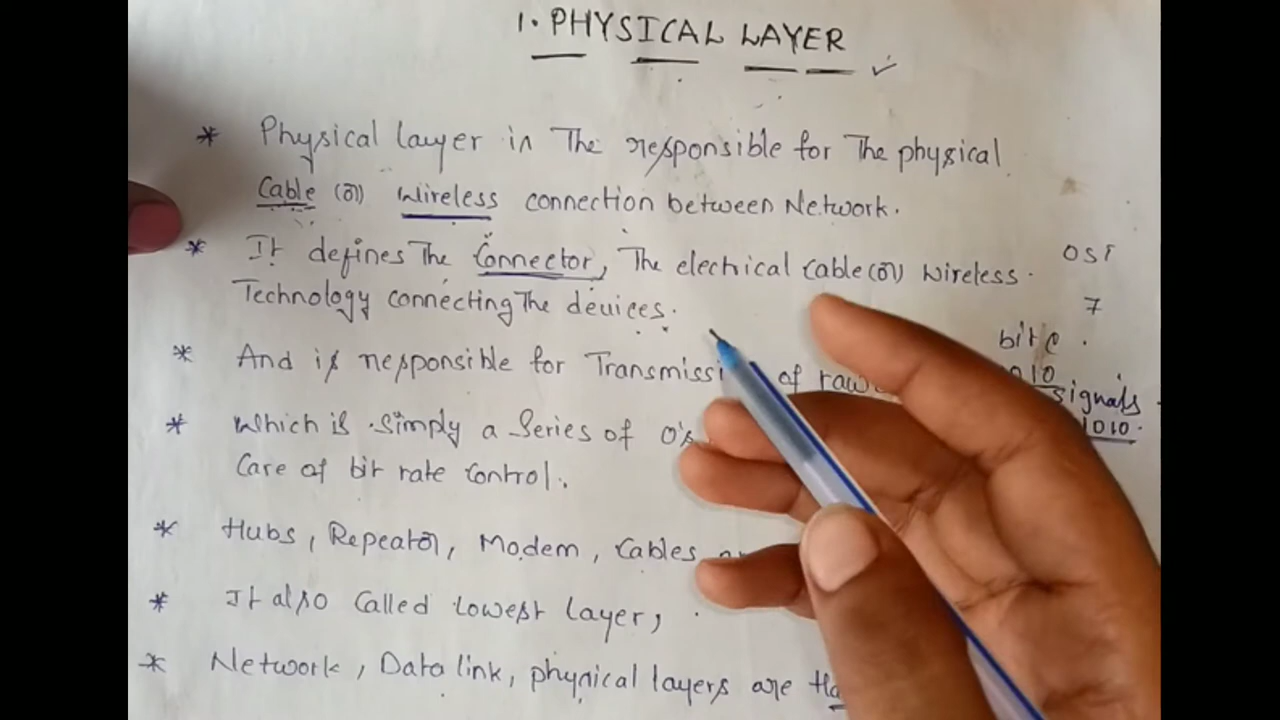 1. PHYSICAL LAYER
* Physical layer in The responsible for The physical
Cable (or) Wireless connection between Network.
* It defines The Connector, The electrical cable (or) wireless.
Technology connecting The devices.
* And is responsible for Transmissi of raw
* Which is simply a Series of 0's
Care of bit rate control.
* Hubs, Repeator, Modem, Cables
* It also Called Lowest layer,
* Network, Data link, physical layers are
OSI
7
bit
signals
1010.